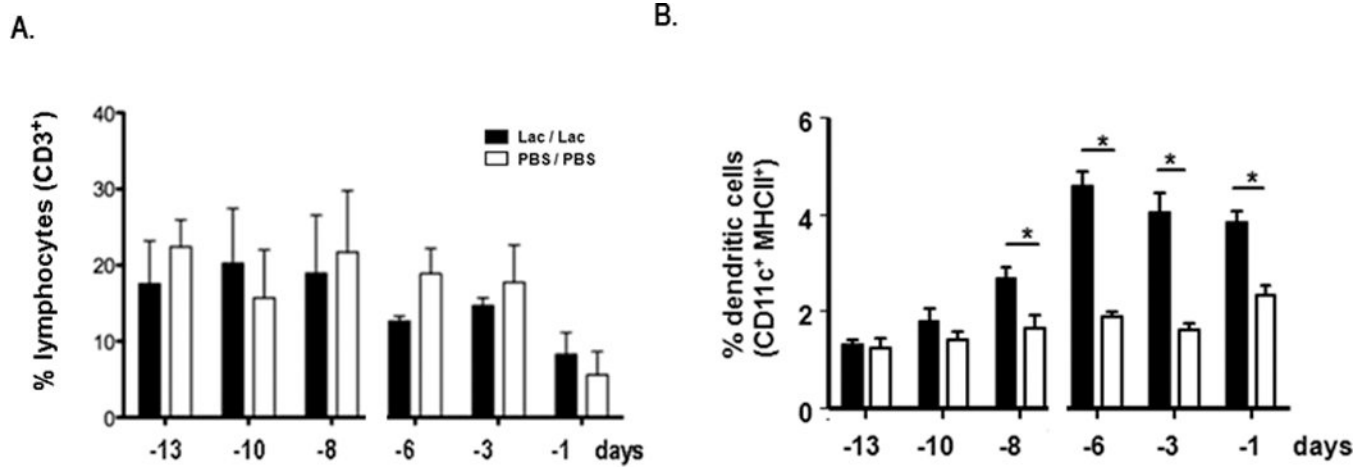 A.
% lymphocytes (CD3⁺)
40
30
20
10
0
Lac / Lac
PBS / PBS
-13 -10 -8 -6 -3 -1 days
B.
% dendritic cells
(CD11c⁺ MHCII⁺)
6
4
2
0
* * * *
-13 -10 -8 -6 -3 -1 days